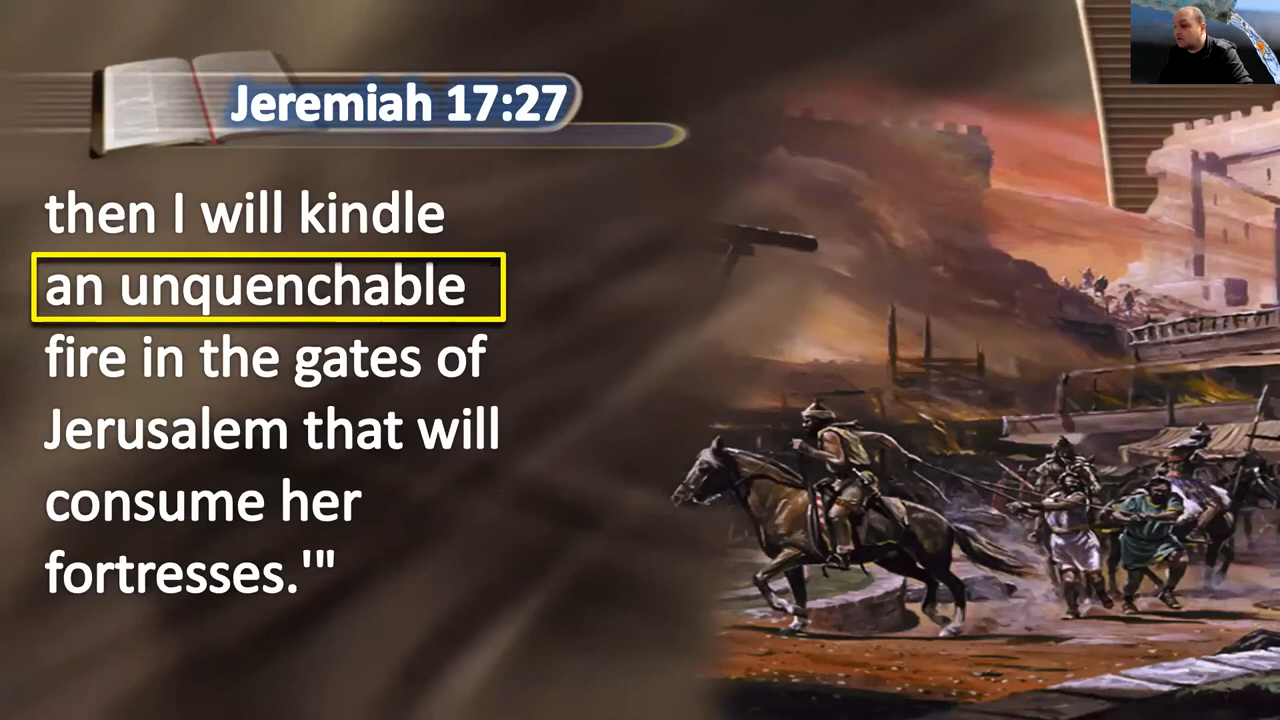 Jeremiah 17:27
then I will kindle
an unquenchable
fire in the gates of
Jerusalem that will
consume her
fortresses.'"